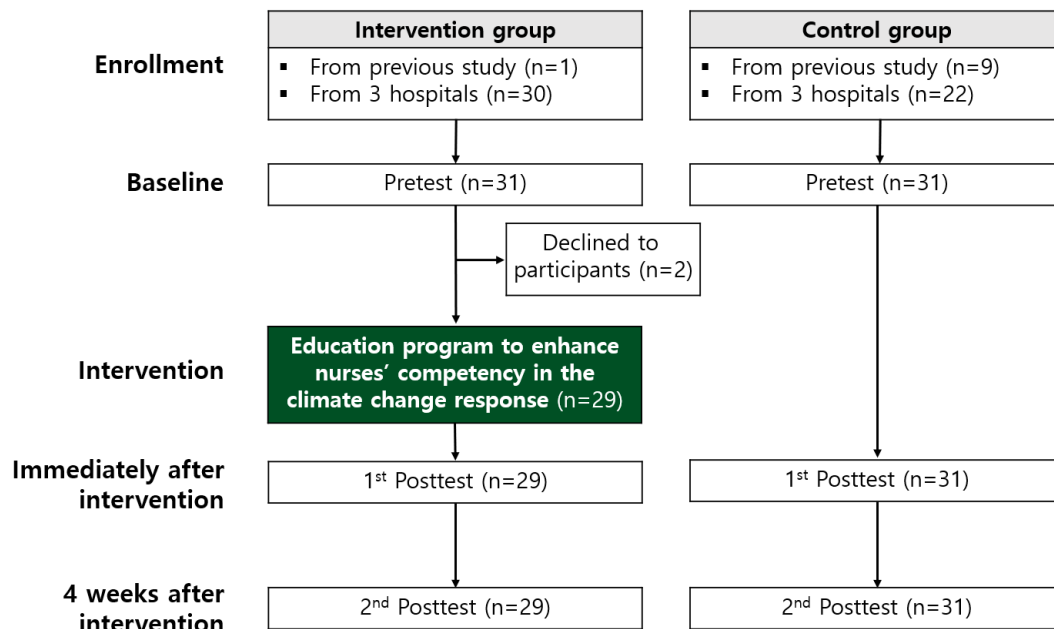 Intervention group
Control group
Enrollment
▪ From previous study (n=1)
▪ From 3 hospitals (n=30)
▪ From previous study (n=9)
▪ From 3 hospitals (n=22)
Baseline
Pretest (n=31)
Pretest (n=31)
Declined to
participants (n=2)
Intervention
Education program to enhance
nurses’ competency in the
climate change response (n=29)
Immediately after
intervention
1st Posttest (n=29)
1st Posttest (n=31)
4 weeks after
intervention
2nd Posttest (n=29)
2nd Posttest (n=31)